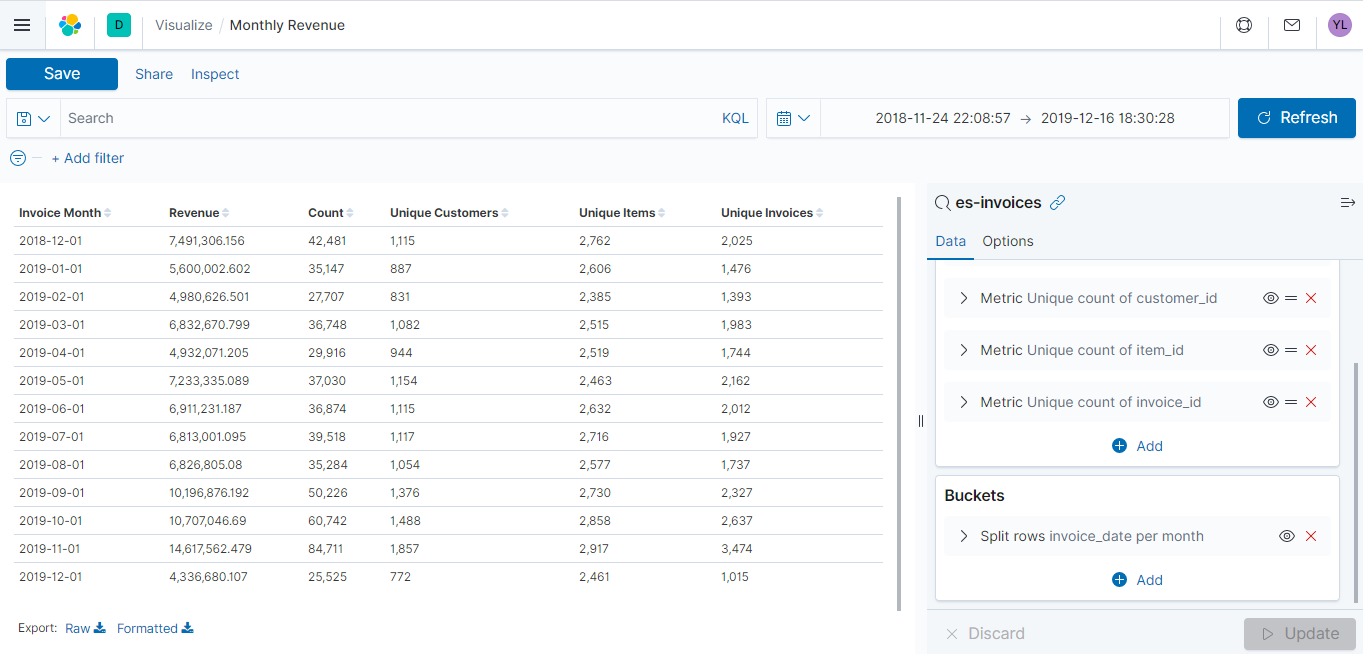 D Visualize / Monthly Revenue YL
Save Share Inspect
Search KQL 2018-11-24 22:08:57 → 2019-12-16 18:30:28 Refresh
+ Add filter
Invoice Month Revenue Count Unique Customers Unique Items Unique Invoices
2018-12-01 7,491,306.156 42,481 1,115 2,762 2,025
2019-01-01 5,600,002.602 35,147 887 2,606 1,476
2019-02-01 4,980,626.501 27,707 831 2,385 1,393
2019-03-01 6,832,670.799 36,748 1,082 2,515 1,983
2019-04-01 4,932,071.205 29,916 944 2,519 1,744
2019-05-01 7,233,335.089 37,030 1,154 2,463 2,162
2019-06-01 6,911,231.187 36,874 1,115 2,632 2,012
2019-07-01 6,813,001.095 39,518 1,117 2,716 1,927
2019-08-01 6,826,805.08 35,284 1,054 2,577 1,737
2019-09-01 10,196,876.192 50,226 1,376 2,730 2,327
2019-10-01 10,707,046.69 60,742 1,488 2,858 2,637
2019-11-01 14,617,562.479 84,711 1,857 2,917 3,474
2019-12-01 4,336,680.107 25,525 772 2,461 1,015
Export: Raw Formatted
es-invoices
Data Options
Metric Unique count of customer_id
Metric Unique count of item_id
Metric Unique count of invoice_id
Add
Buckets
Split rows invoice_date per month
Add
Discard Update